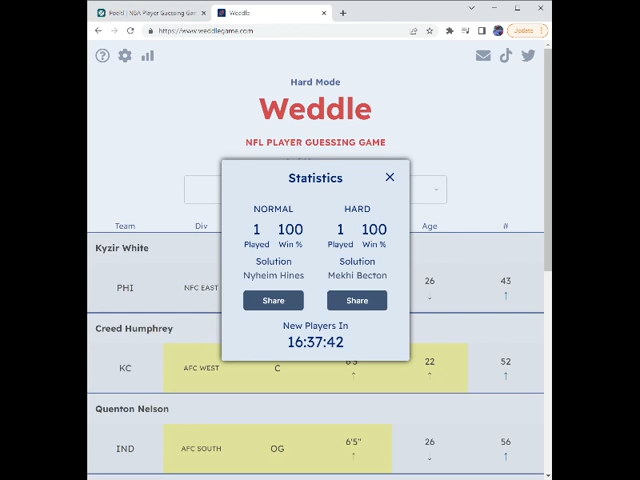 Poeltl | NBA Player Guessing Gam
Weddle
https://www.weddlegame.com
Update
Hard Mode
Weddle
NFL PLAYER GUESSING GAME
Statistics
NORMAL HARD
1 100 1 100
Played Win % Played Win %
Solution Solution
Nyheim Hines Mekhi Becton
Share Share
New Players In
16:37:42
Team Div Age #
Kyzir White
PHI NFC EAST 26 43
↓ ↑
Creed Humphrey
KC AFC WEST C 6'5" 22 52
↑ ↑ ↑
Quenton Nelson
IND AFC SOUTH OG 6'5" 26 56
↑ ↓ ↑